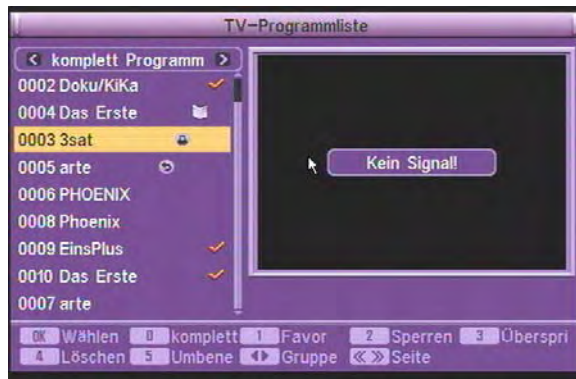 TV-Programmliste
komplett Programm
0002 Doku/KiKa
0004 Das Erste
0003 3sat
0005 arte
0006 PHOENIX
0008 Phoenix
0009 EinsPlus
0010 Das Erste
0007 arte
Kein Signal!
OK Wählen 0 komplett 1 Favor 2 Sperren 3 Überspri
4 Löschen 5 Umbene Gruppe Seite